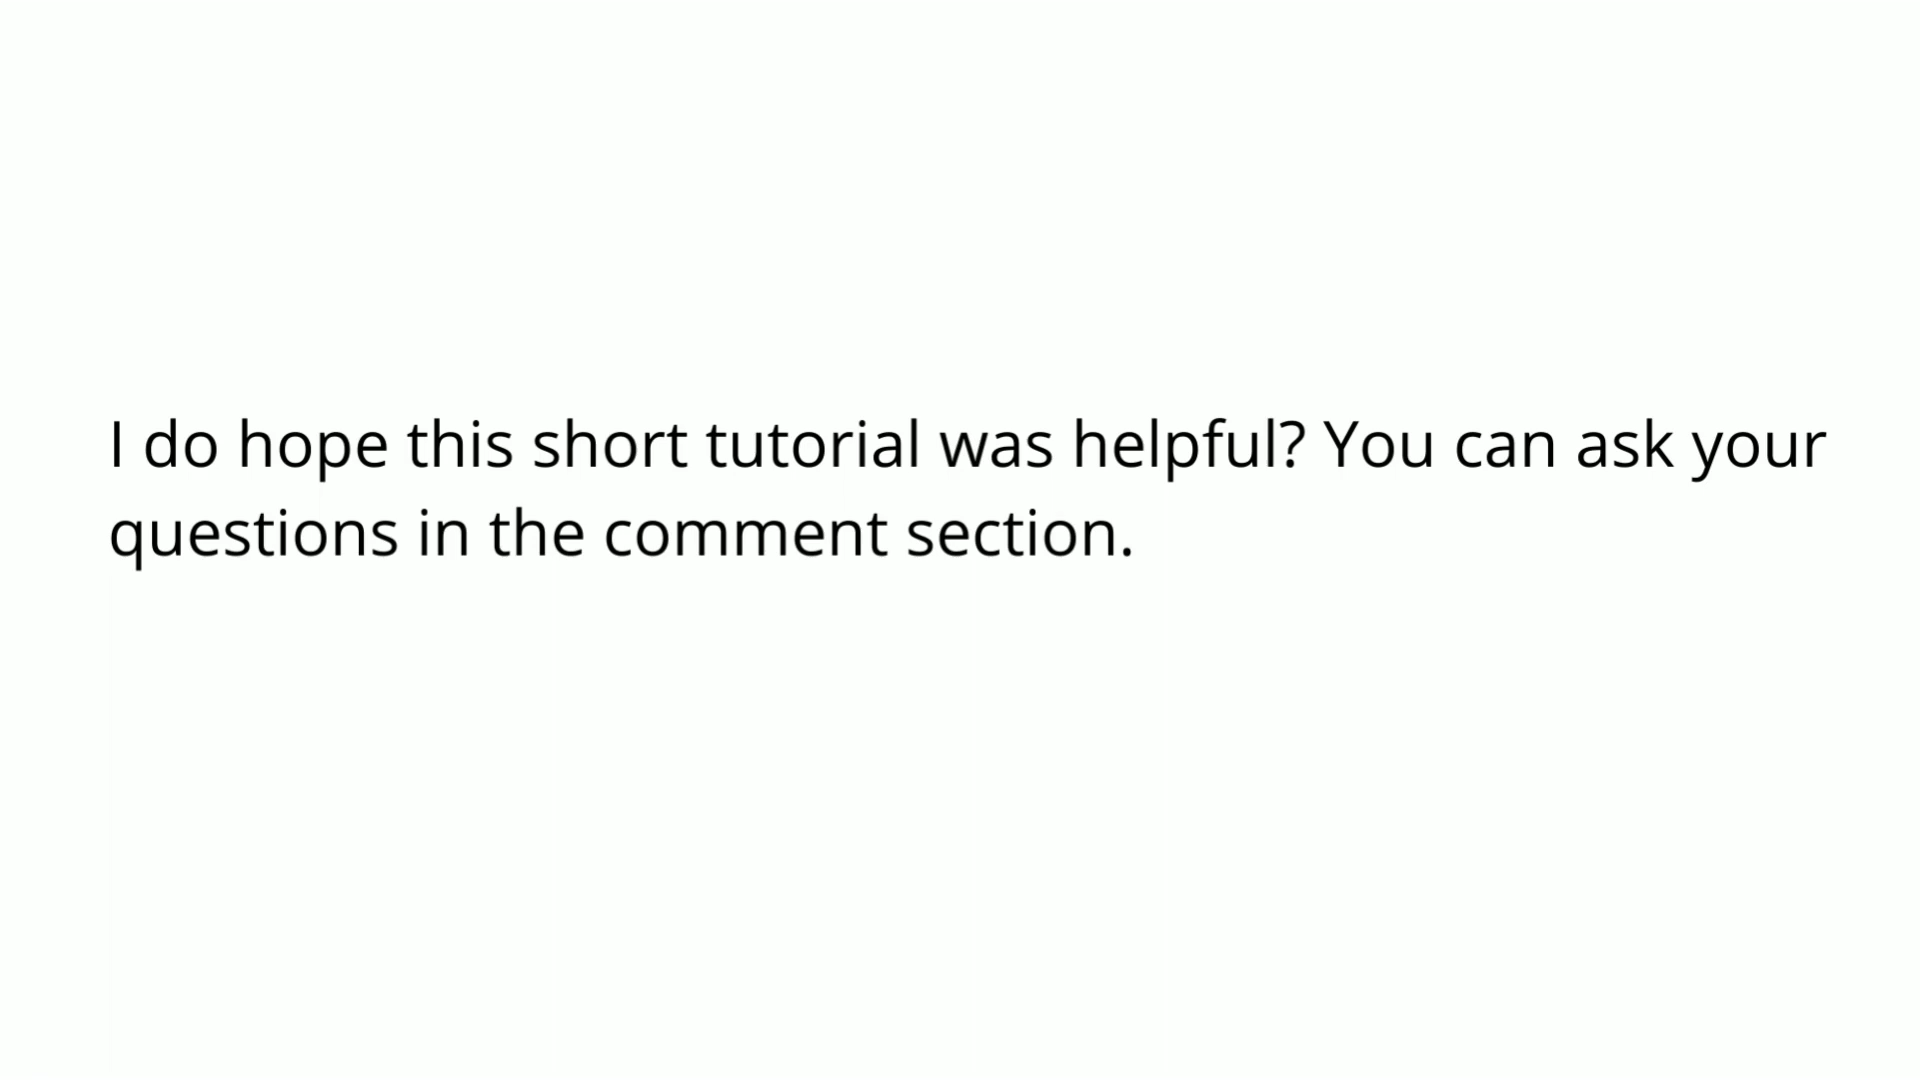 I do hope this short tutorial was helpful? You can ask your
questions in the comment section.